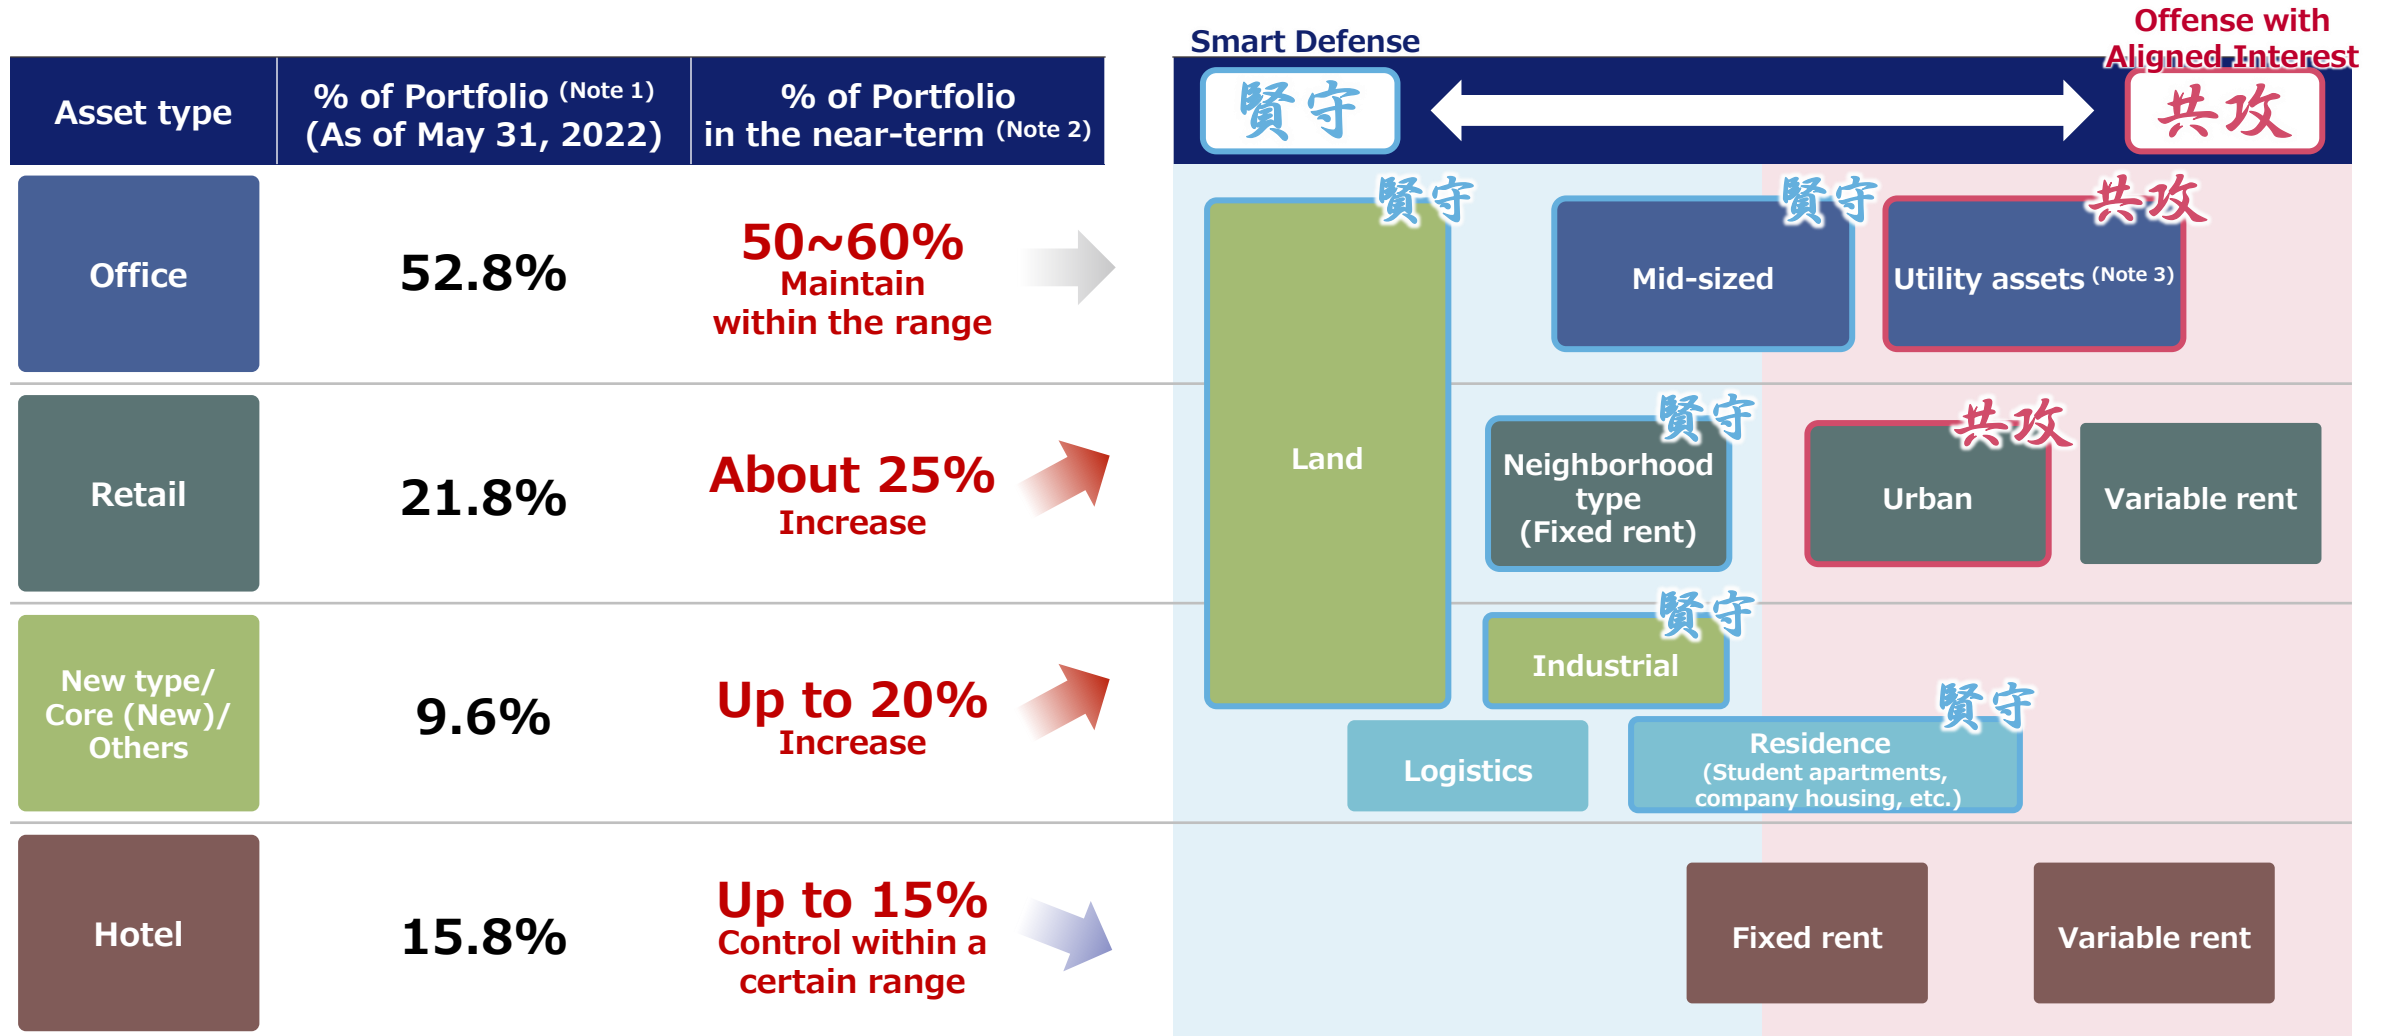 Smart Defense
Offense with
Aligned Interest
Asset type
% of Portfolio (Note 1)
(As of May 31, 2022)
% of Portfolio
in the near-term (Note 2)
賢守
共攻
Office
52.8%
50~60%
Maintain
within the range
賢守
Mid-sized
賢守
Utility assets (Note 3)
共攻
Land
Retail
21.8%
About 25%
Increase
賢守
Neighborhood
type
(Fixed rent)
共攻
Urban
Variable rent
New type/
Core (New)/
Others
9.6%
Up to 20%
Increase
賢守
Industrial
Logistics
賢守
Residence
(Student apartments,
company housing, etc.)
Hotel
15.8%
Up to 15%
Control within a
certain range
Fixed rent
Variable rent